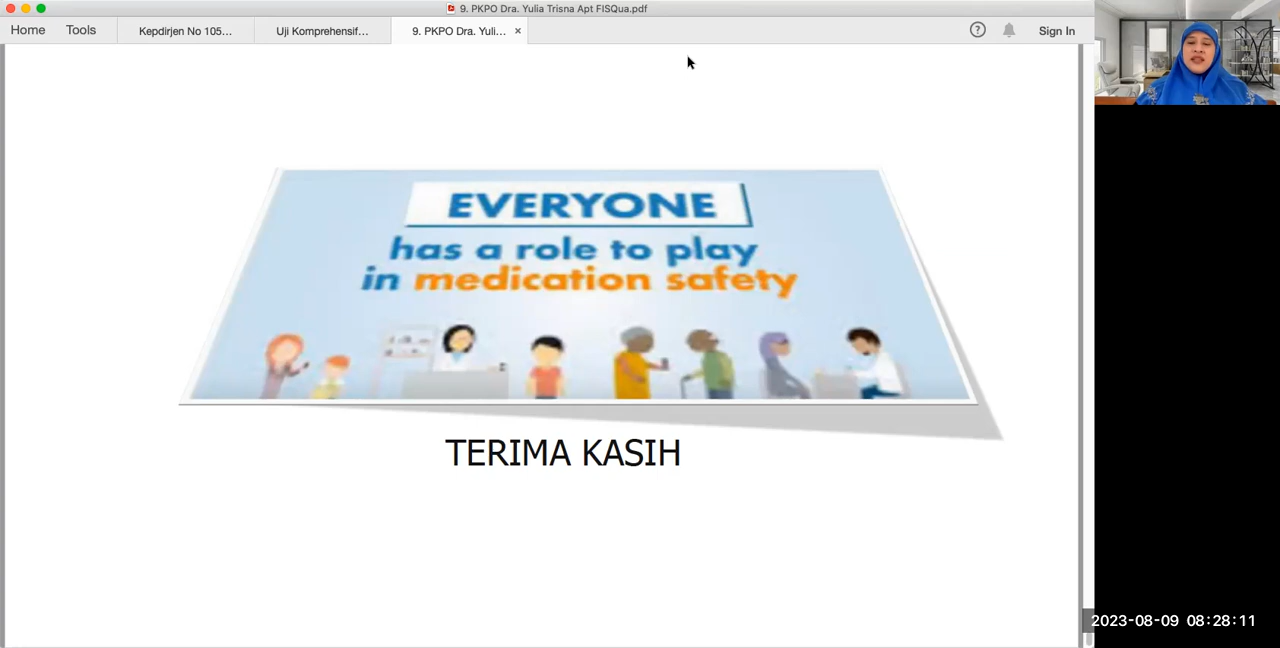 9. PKPO Dra. Yulia Trisna Apt FISQua.pdf
Home Tools Kepdirjen No 105... Uji Komprehensif... 9. PKPO Dra. Yuli... × ? Sign In
EVERYONE
has a role to play
in medication safety
TERIMA KASIH
2023-08-09 08:28:11